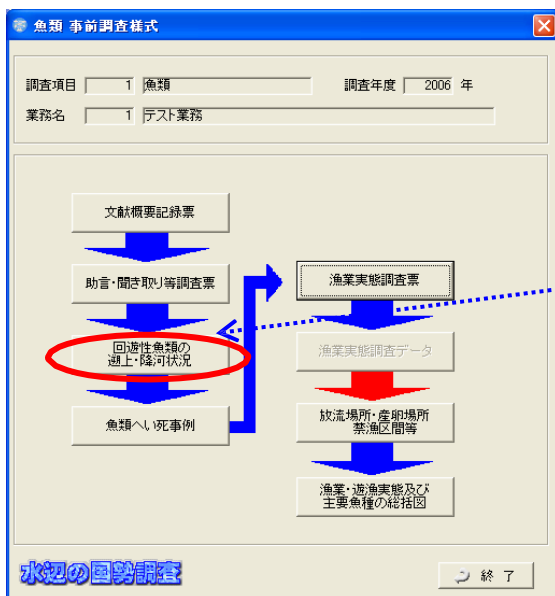 魚類 事前調査様式
調査項目 1 魚類 調査年度 2006 年
業務名 1 テスト業務
文献概要記録票
助言・聞き取り等調査票
回遊性魚類の
遡上・降河状況
魚類へい死事例
漁業実態調査票
漁業実態調査データ
放流場所・産卵場所
禁漁区間等
漁業・遊漁実態及び
主要魚種の総括図
水辺の国勢調査
終 了